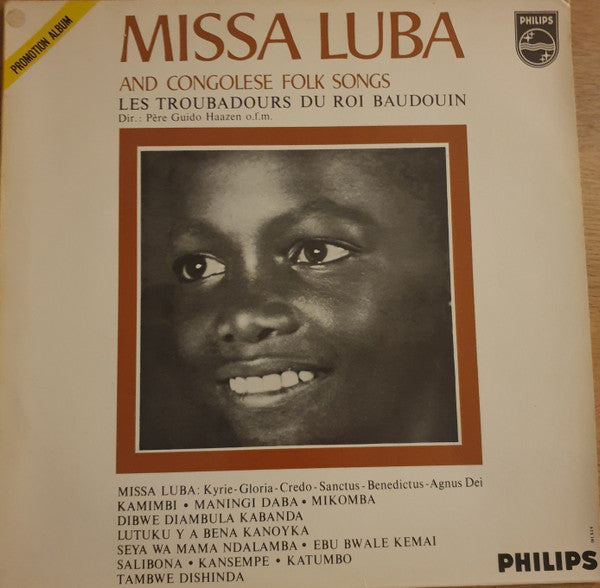 PROMOTION ALBUM
MISSA LUBA
PHILIPS
AND CONGOLESE FOLK SONGS
LES TROUBADOURS DU ROI BAUDOUIN
Dir.: Père Guido Haazen o.f.m.
MISSA LUBA: Kyrie-Gloria-Credo-Sanctus-Benedictus-Agnus Dei
KAMIMBI • MANINGI DABA • MIKOMBA
DIBWE DIAMBULA KABANDA
LUTUKU Y A BENA KANOYKA
SEYA WA MAMA NDALAMBA • EBU BWALE KEMAI
SALIBONA • KANSEMPE • KATUMBO
TAMBWE DISHINDA
PHILIPS